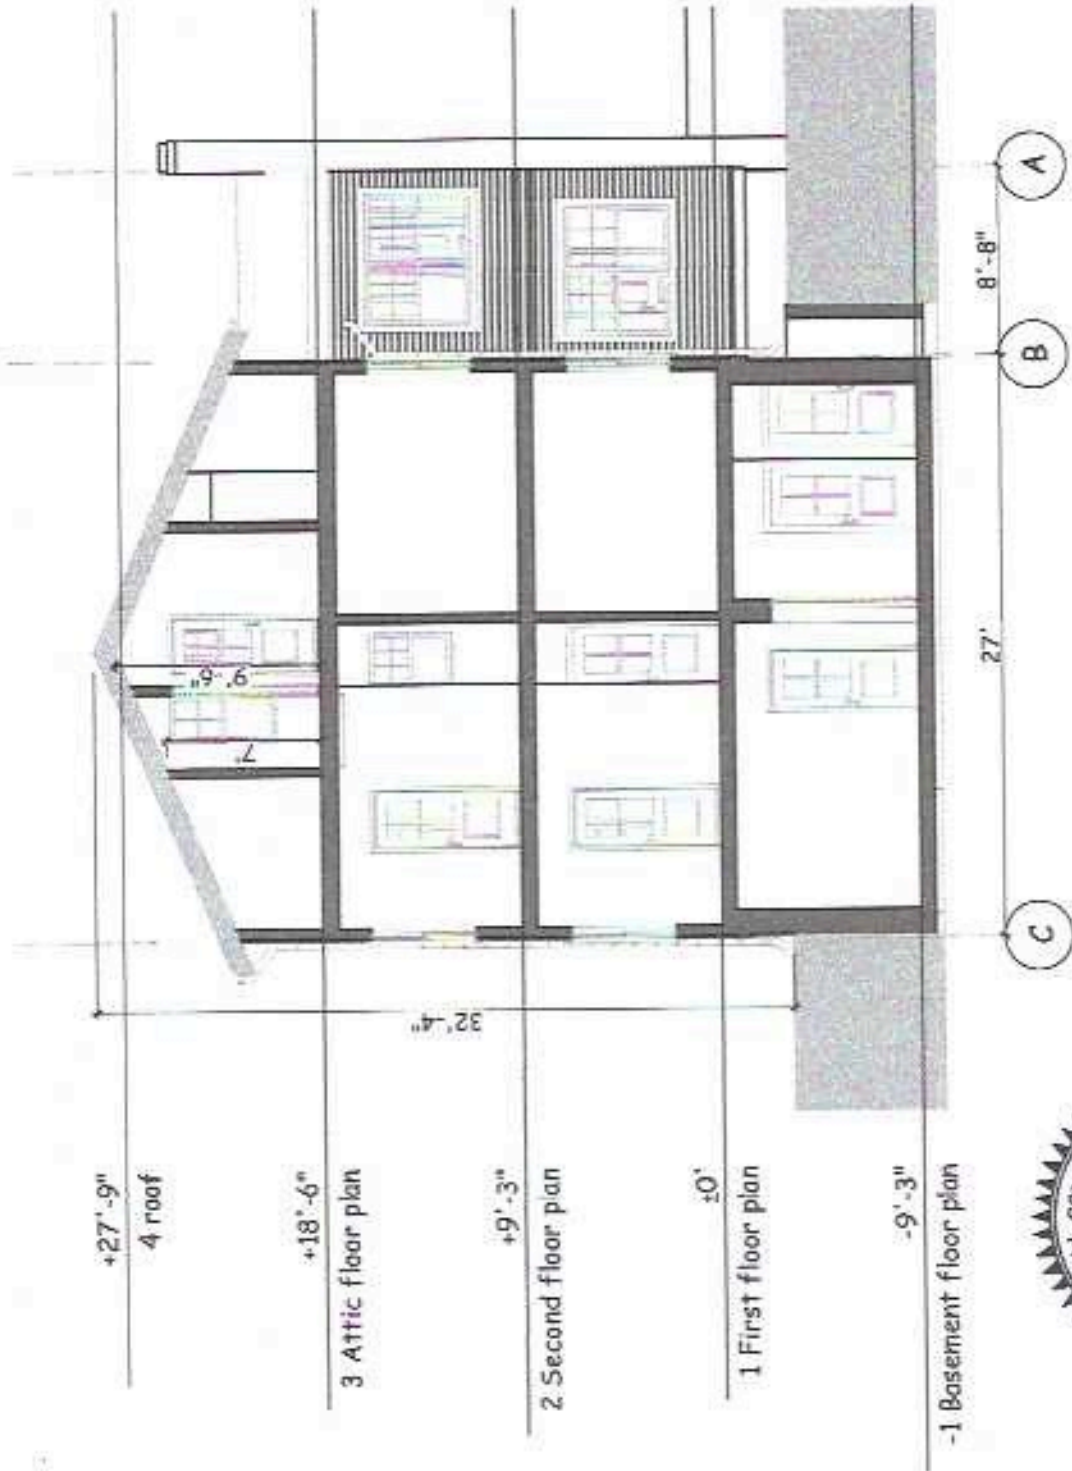 +27'-9"
4 roof
+18'-6"
3 Attic floor plan
+9'-3"
2 Second floor plan
±0'
1 First floor plan
-9'-3"
-1 Basement floor plan
32'-4"
7'
9'-6"
27'
8'-8"
C
B
A